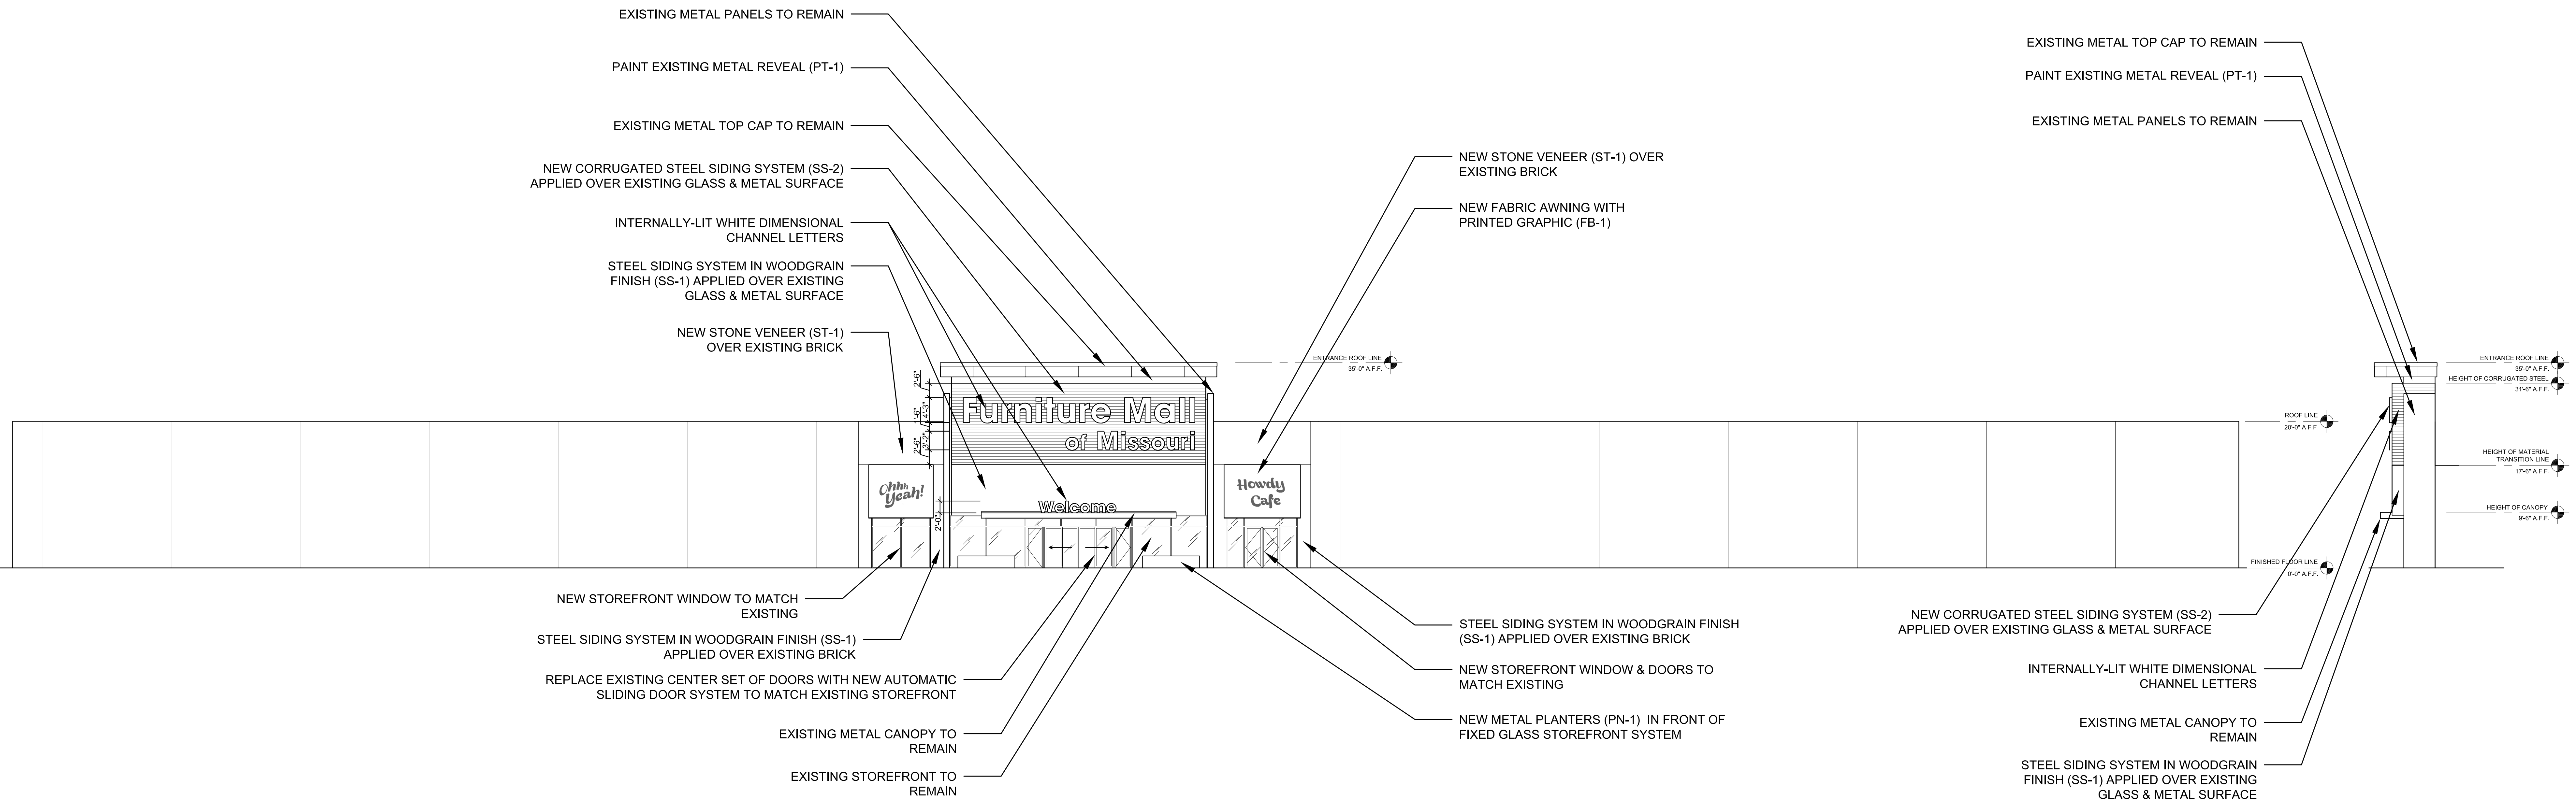 EXISTING METAL PANELS TO REMAIN
PAINT EXISTING METAL REVEAL (PT-1)
EXISTING METAL TOP CAP TO REMAIN
NEW CORRUGATED STEEL SIDING SYSTEM (SS-2)
APPLIED OVER EXISTING GLASS & METAL SURFACE
INTERNALLY-LIT WHITE DIMENSIONAL
CHANNEL LETTERS
STEEL SIDING SYSTEM IN WOODGRAIN
FINISH (SS-1) APPLIED OVER EXISTING
GLASS & METAL SURFACE
NEW STONE VENEER (ST-1)
OVER EXISTING BRICK
NEW STONE VENEER (ST-1) OVER
EXISTING BRICK
NEW FABRIC AWNING WITH
PRINTED GRAPHIC (FB-1)
ENTRANCE ROOF LINE
35'-0" A.F.F.
2'-6"
4'-3"
1'-6"
3'-2"
2'-6"
2'-0"
Furniture Mall
of Missouri
Ohhh,
Yeah!
Welcome
Howdy
Cafe
NEW STOREFRONT WINDOW TO MATCH
EXISTING
STEEL SIDING SYSTEM IN WOODGRAIN FINISH (SS-1)
APPLIED OVER EXISTING BRICK
REPLACE EXISTING CENTER SET OF DOORS WITH NEW AUTOMATIC
SLIDING DOOR SYSTEM TO MATCH EXISTING STOREFRONT
EXISTING METAL CANOPY TO
REMAIN
EXISTING STOREFRONT TO
REMAIN
STEEL SIDING SYSTEM IN WOODGRAIN FINISH
(SS-1) APPLIED OVER EXISTING BRICK
NEW STOREFRONT WINDOW & DOORS TO
MATCH EXISTING
NEW METAL PLANTERS (PN-1) IN FRONT OF
FIXED GLASS STOREFRONT SYSTEM
EXISTING METAL TOP CAP TO REMAIN
PAINT EXISTING METAL REVEAL (PT-1)
EXISTING METAL PANELS TO REMAIN
ROOF LINE
20'-0" A.F.F.
FINISHED FLOOR LINE
0'-0" A.F.F.
ENTRANCE ROOF LINE
35'-0" A.F.F.
HEIGHT OF CORRUGATED STEEL
31'-6" A.F.F.
HEIGHT OF MATERIAL
TRANSITION LINE
17'-6" A.F.F.
HEIGHT OF CANOPY
9'-6" A.F.F.
NEW CORRUGATED STEEL SIDING SYSTEM (SS-2)
APPLIED OVER EXISTING GLASS & METAL SURFACE
INTERNALLY-LIT WHITE DIMENSIONAL
CHANNEL LETTERS
EXISTING METAL CANOPY TO
REMAIN
STEEL SIDING SYSTEM IN WOODGRAIN
FINISH (SS-1) APPLIED OVER EXISTING
GLASS & METAL SURFACE